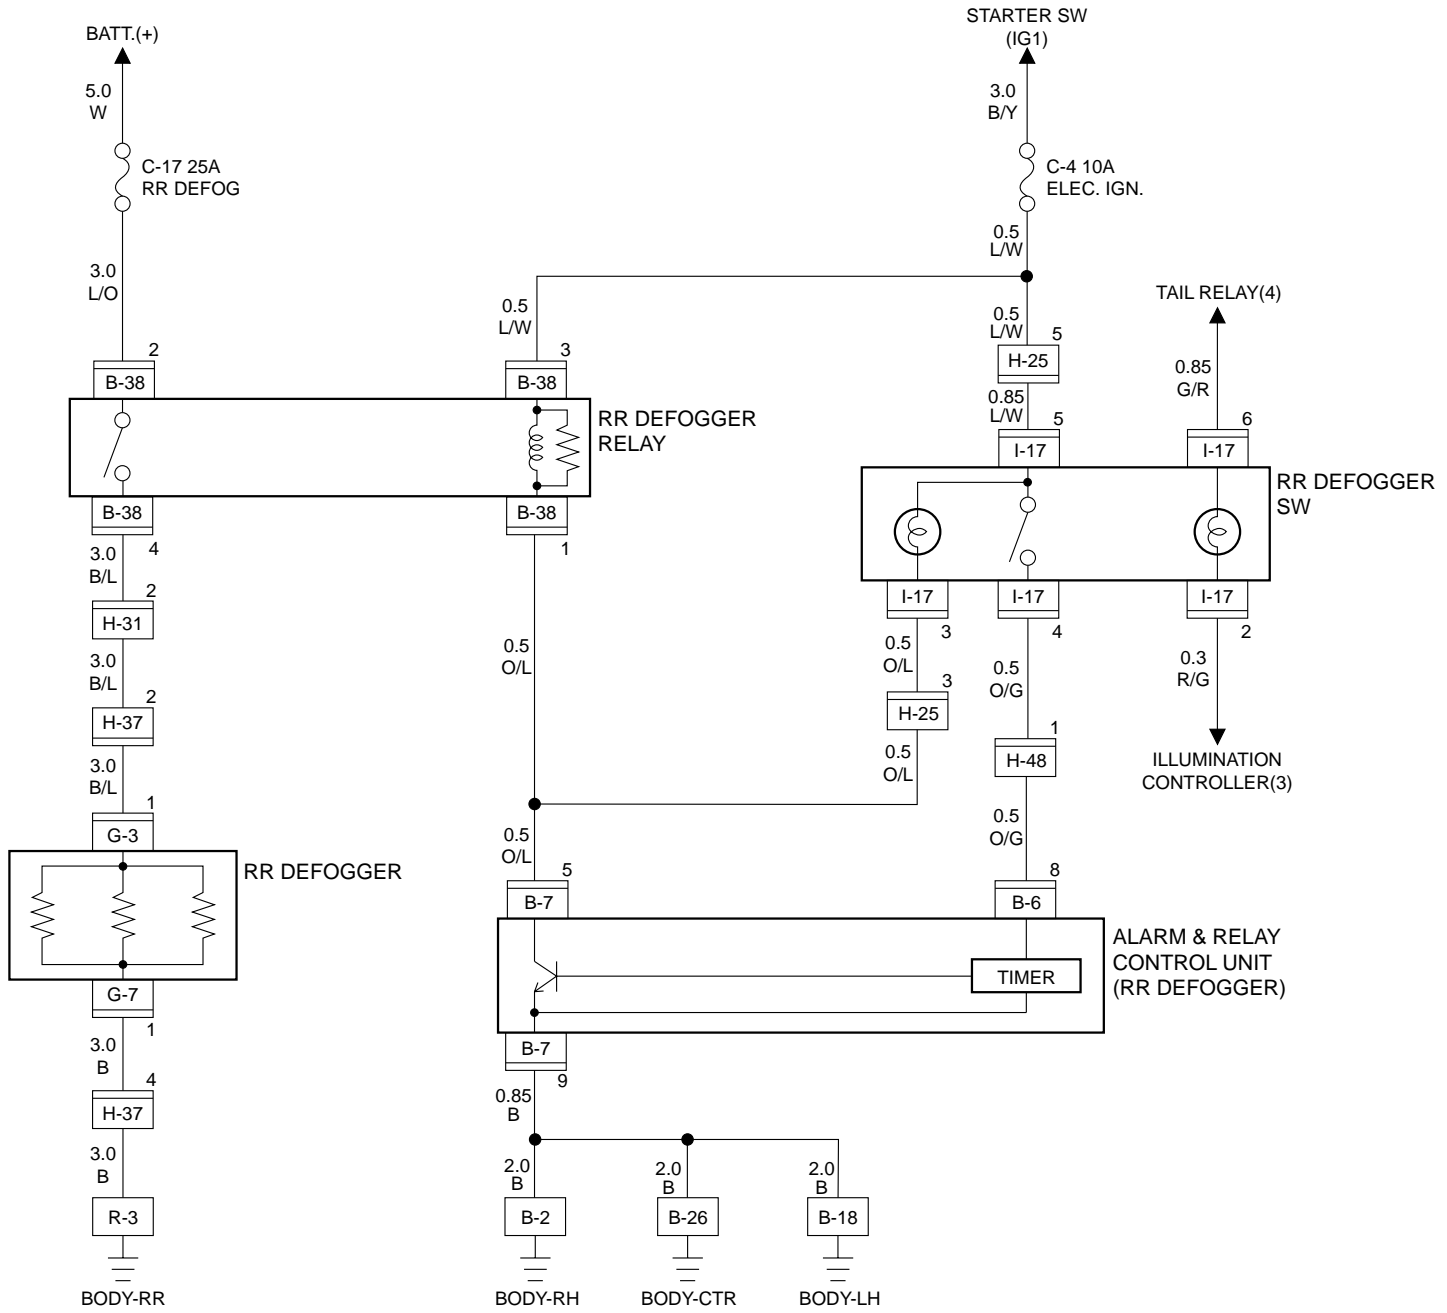 STARTER SW
(IG1)
BATT.(+)
5.0
W
3.0
B/Y
C-17 25A
RR DEFOG
C-4 10A
ELEC. IGN.
0.5
L/W
3.0
L/O
0.5
L/W
0.5
L/W
5
H-25
TAIL RELAY(4)
0.85
G/R
2
B-38
3
B-38
0.85
L/W
5
I-17
6
I-17
RR DEFOGGER
RELAY
RR DEFOGGER
SW
B-38
4
B-38
1
3.0
B/L
2
H-31
I-17
3
I-17
4
I-17
2
0.5
O/L
0.5
O/L
0.5
O/G
0.3
R/G
3.0
B/L
2
H-37
3
H-25
1
H-48
0.5
O/L
ILLUMINATION
CONTROLLER(3)
3.0
B/L
1
G-3
0.5
O/L
0.5
O/G
RR DEFOGGER
5
B-7
8
B-6
ALARM & RELAY
CONTROL UNIT
(RR DEFOGGER)
TIMER
G-7
1
B-7
9
3.0
B
4
H-37
0.85
B
3.0
B
2.0
B
2.0
B
2.0
B
R-3
B-2
B-26
B-18
BODY-RR
BODY-RH
BODY-CTR
BODY-LH